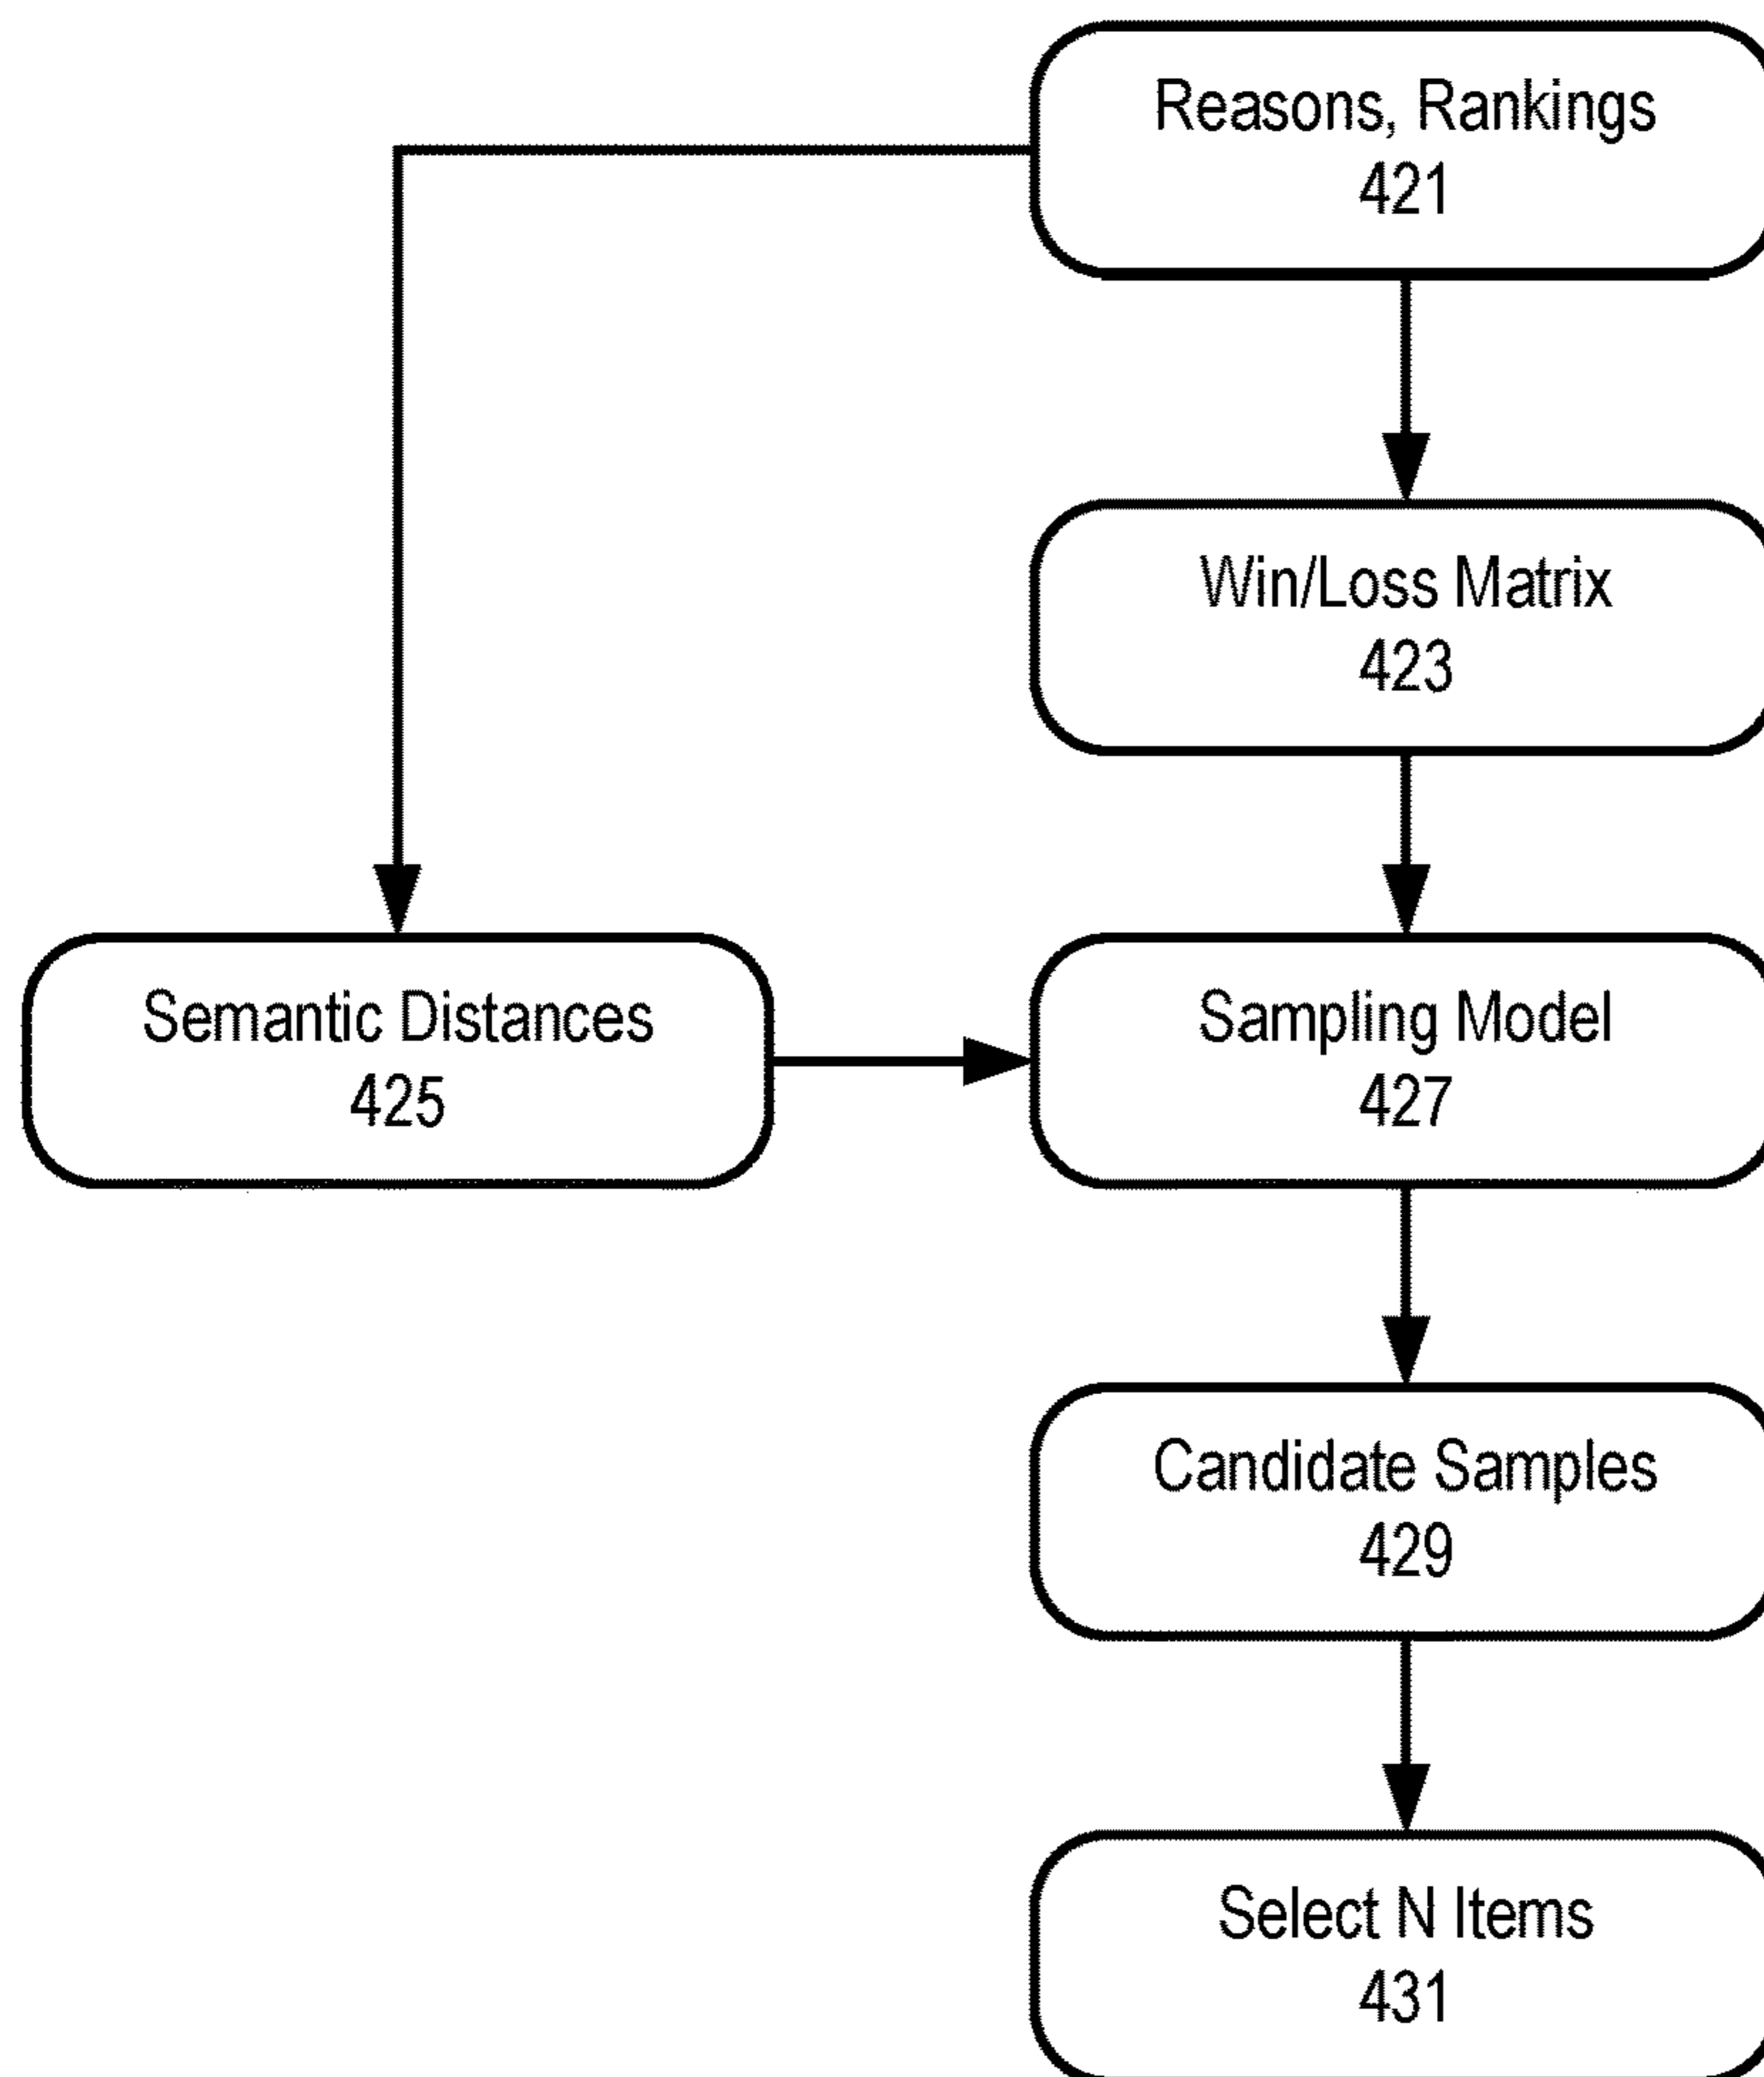 Reasons, Rankings
421
Win/Loss Matrix
423
Semantic Distances
425
Sampling Model
427
Candidate Samples
429
Select N Items
431